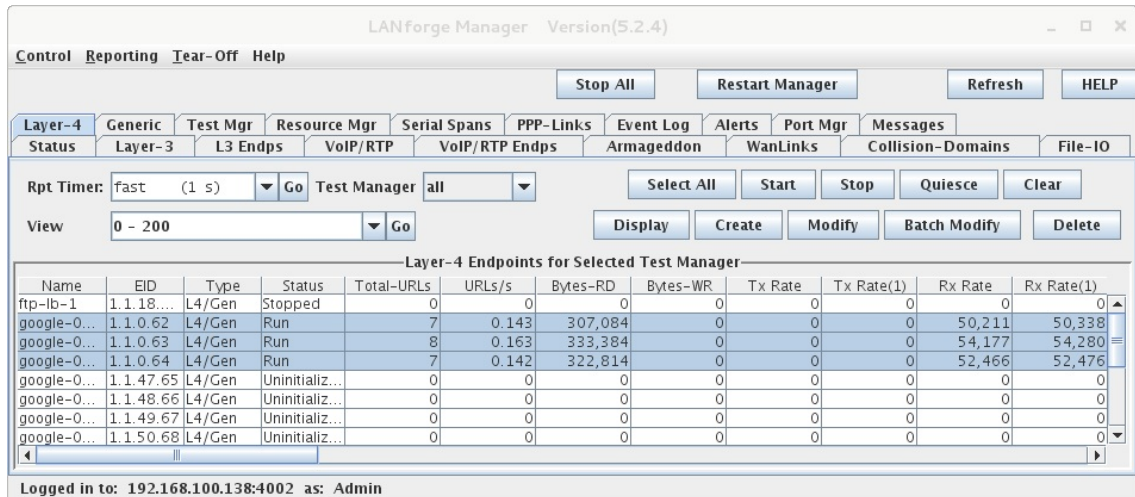 LANforge Manager Version(5.2.4)
Control Reporting Tear-Off Help
Stop All Restart Manager Refresh HELP
Layer-4 Generic Test Mgr Resource Mgr Serial Spans PPP-Links Event Log Alerts Port Mgr Messages
Status Layer-3 L3 Endps VoIP/RTP VoIP/RTP Endps Armageddon WanLinks Collision-Domains File-IO
Rpt Timer: fast (1 s) Go Test Manager all Select All Start Stop Quiesce Clear
View 0 - 200 Go Display Create Modify Batch Modify Delete
Layer-4 Endpoints for Selected Test Manager
Name EID Type Status Total-URLs URLs/s Bytes-RD Bytes-WR Tx Rate Tx Rate(1) Rx Rate Rx Rate(1)
ftp-lb-1 1.1.18.... L4/Gen Stopped 0 0 0 0 0 0 0 0
google-0... 1.1.0.62 L4/Gen Run 7 0.143 307,084 0 0 0 50,211 50,338
google-0... 1.1.0.63 L4/Gen Run 8 0.163 333,384 0 0 0 54,177 54,280
google-0... 1.1.0.64 L4/Gen Run 7 0.142 322,814 0 0 0 52,466 52,476
google-0... 1.1.47.65 L4/Gen Uninitializ... 0 0 0 0 0 0 0 0
google-0... 1.1.48.66 L4/Gen Uninitializ... 0 0 0 0 0 0 0 0
google-0... 1.1.49.67 L4/Gen Uninitializ... 0 0 0 0 0 0 0 0
google-0... 1.1.50.68 L4/Gen Uninitializ... 0 0 0 0 0 0 0 0
Logged in to: 192.168.100.138:4002 as: Admin